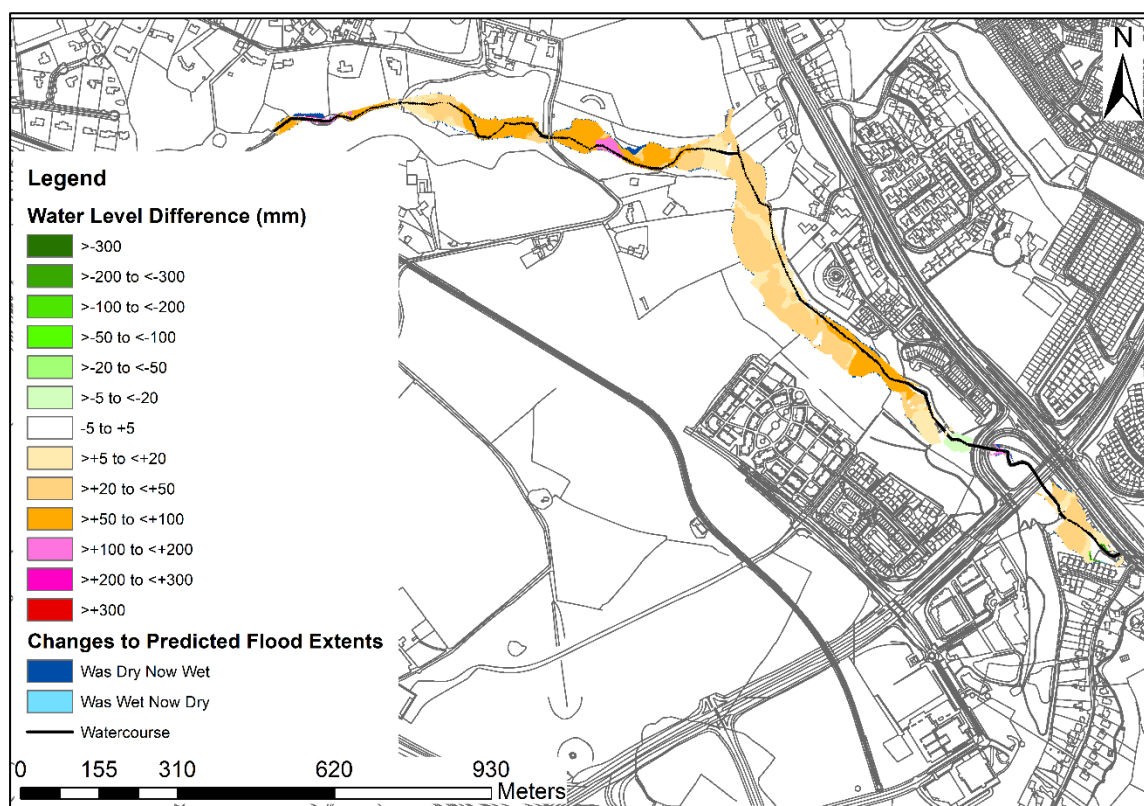 N
Legend
Water Level Difference (mm)
>-300
>-200 to <-300
>-100 to <-200
>-50 to <-100
>-20 to <-50
>-5 to <-20
-5 to +5
>+5 to <+20
>+20 to <+50
>+50 to <+100
>+100 to <+200
>+200 to <+300
>+300
Changes to Predicted Flood Extents
Was Dry Now Wet
Was Wet Now Dry
Watercourse
0 155 310 620 930
Meters